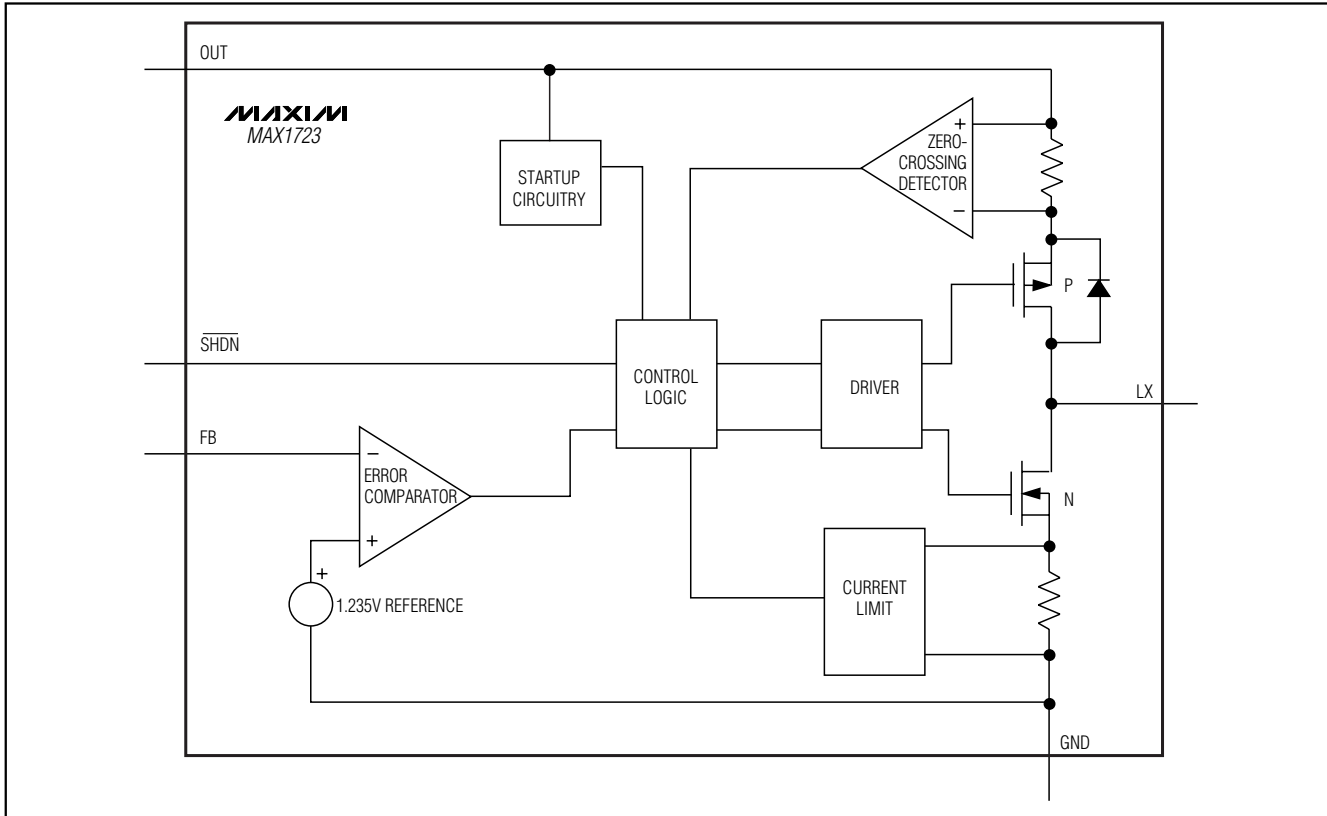 OUT
MAXIM
MAX1723
STARTUP
CIRCUITRY
+
ZERO-
CROSSING
DETECTOR
−
P
SHDN
CONTROL
LOGIC
DRIVER
LX
FB
−
ERROR
COMPARATOR
+
N
+
1.235V REFERENCE
CURRENT
LIMIT
GND